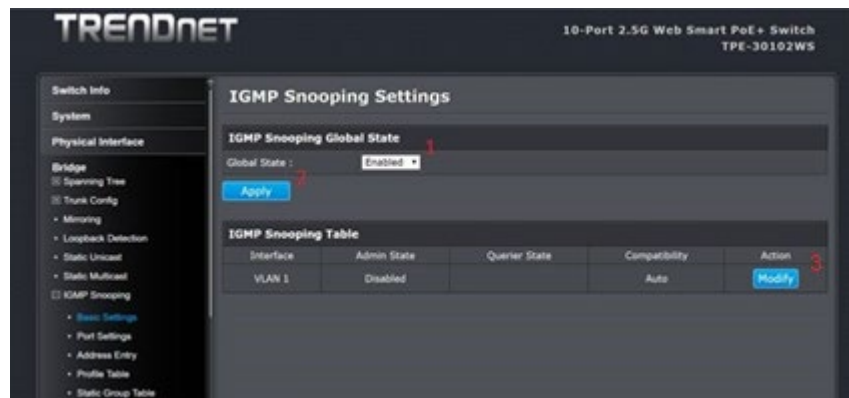 TRENDnET
10-Port 2.5G Web Smart PoE+ Switch
TPE-30102WS
Switch Info
System
Physical Interface
Bridge
Spanning Tree
Trunk Config
Mirroring
Loopback Detection
Static Unicast
Static Multicast
IGMP Snooping
Basic Settings
Port Settings
Address Entry
Profile Table
Static Group Table
IGMP Snooping Settings
IGMP Snooping Global State
1
Global State : Enabled
2
Apply
IGMP Snooping Table
Interface Admin State Querier State Compatibility Action
3
VLAN 1 Disabled Auto Modify